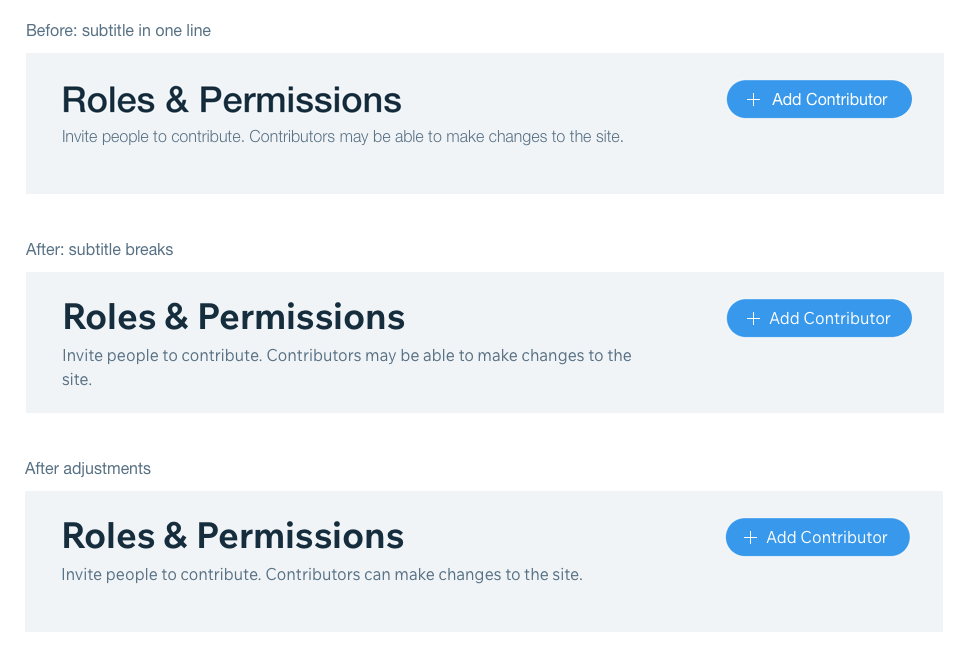 Before: subtitle in one line
Roles & Permissions
Add Contributor
Invite people to contribute. Contributors may be able to make changes to the site.
After: subtitle breaks
Roles & Permissions
Add Contributor
Invite people to contribute. Contributors may be able to make changes to the
site.
After adjustments
Roles & Permissions
Add Contributor
Invite people to contribute. Contributors can make changes to the site.